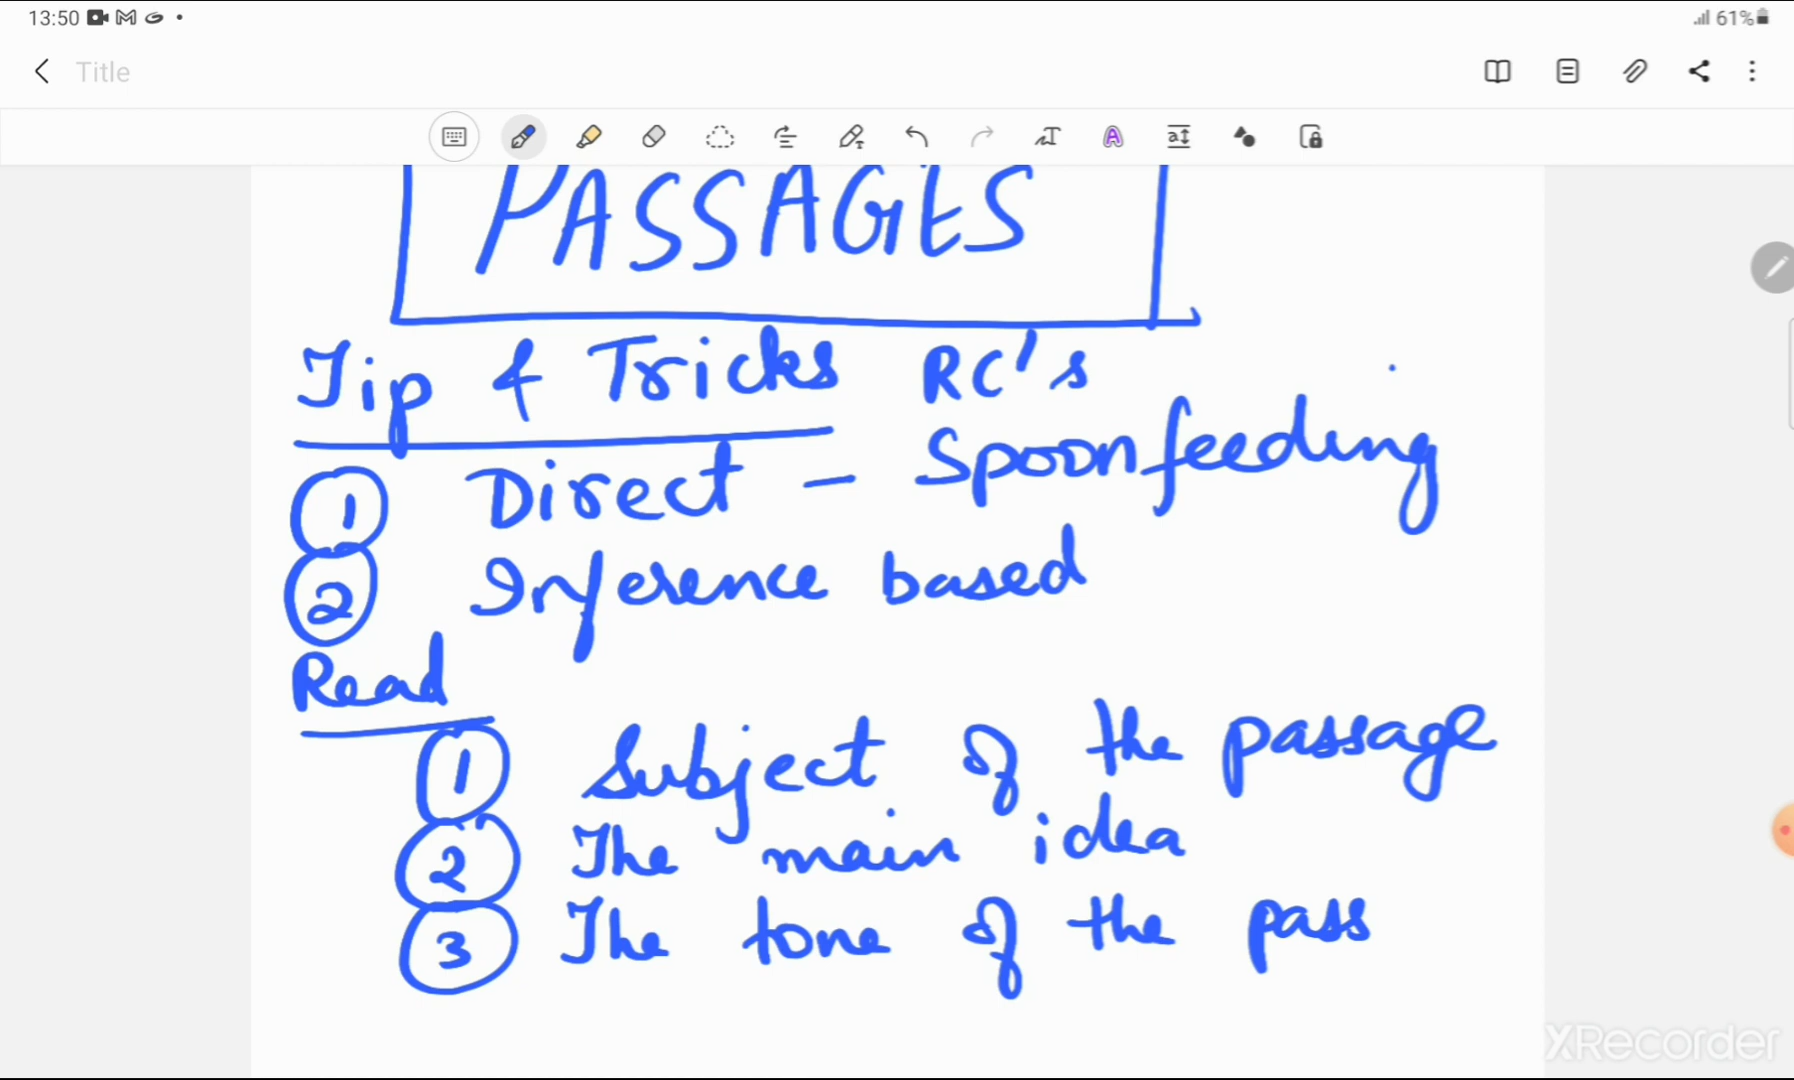 13:50 61%
Title
PASSAGES
Tip & Tricks RC's
1 Direct - Spoonfeeding
2 Inference based
Read
1 Subject of the passage
2 The main idea
3 The tone of the pass
XRecorder